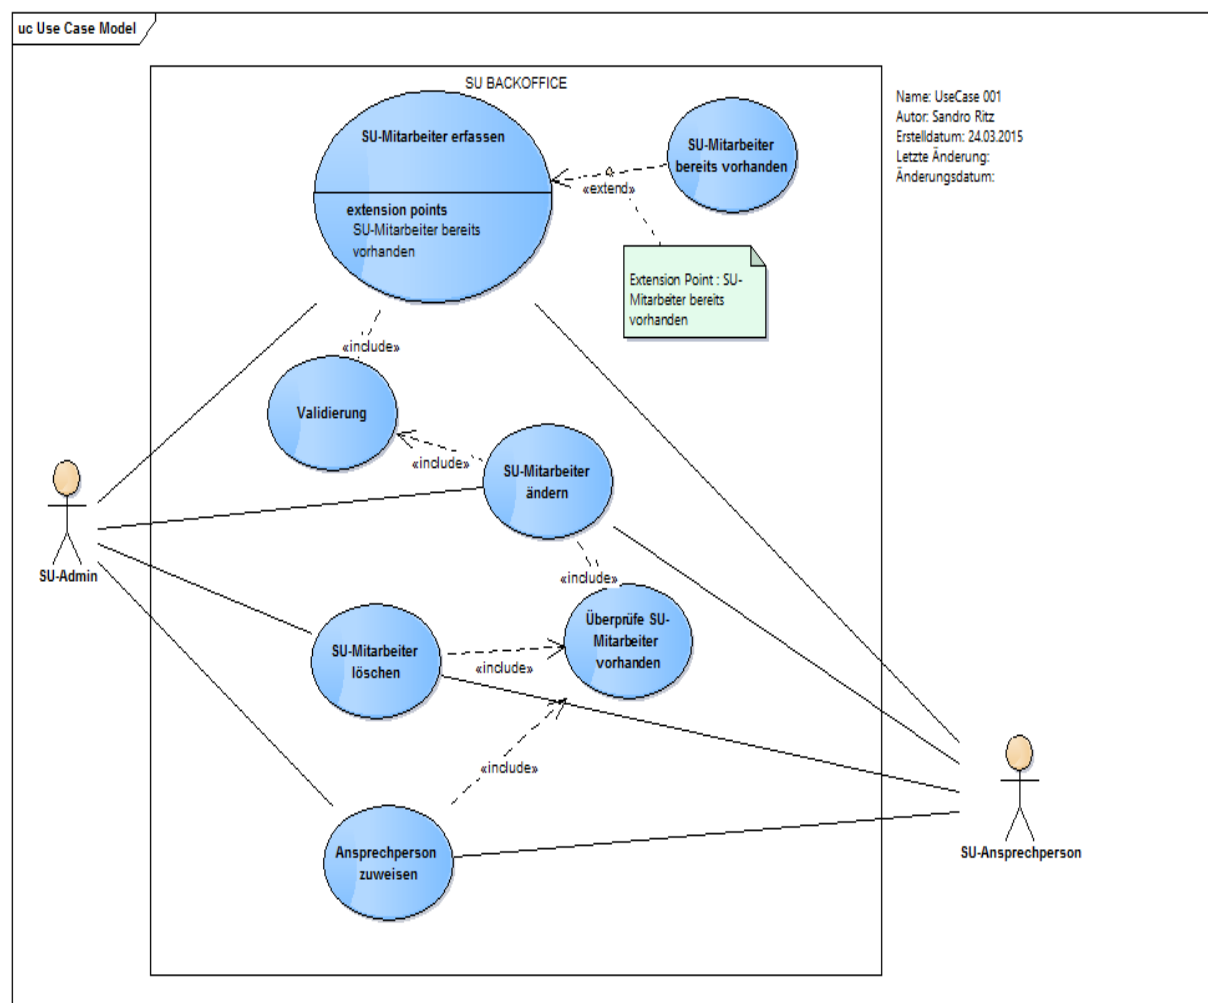 uc Use Case Model
SU BACKOFFICE
Name: UseCase 001
Autor: Sandro Ritz
Erstelldatum: 24.03.2015
Letzte Änderung:
Änderungsdatum:
SU-Mitarbeiter erfassen
extension points
SU-Mitarbeiter bereits
vorhanden
SU-Mitarbeiter
bereits vorhanden
«extend»
Extension Point : SU-
Mitarbeiter bereits
vorhanden
«include»
Validierung
«include»
SU-Mitarbeiter
ändern
SU-Admin
«include»
Überprüfe SU-
Mitarbeiter
vorhanden
SU-Mitarbeiter
löschen
«include»
«include»
Ansprechperson
zuweisen
SU-Ansprechperson